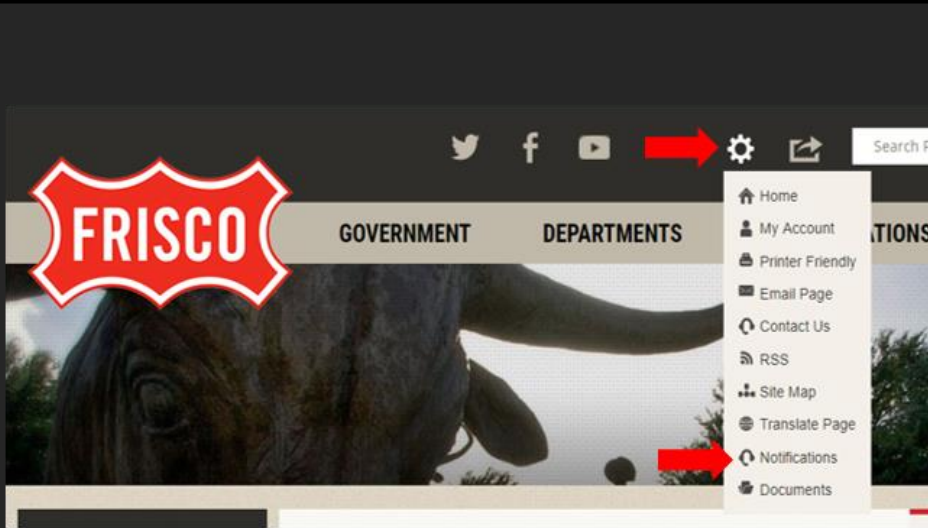 Search
FRISCO
GOVERNMENT
DEPARTMENTS
Home
My Account
Printer Friendly
Email Page
Contact Us
RSS
Site Map
Translate Page
Notifications
Documents